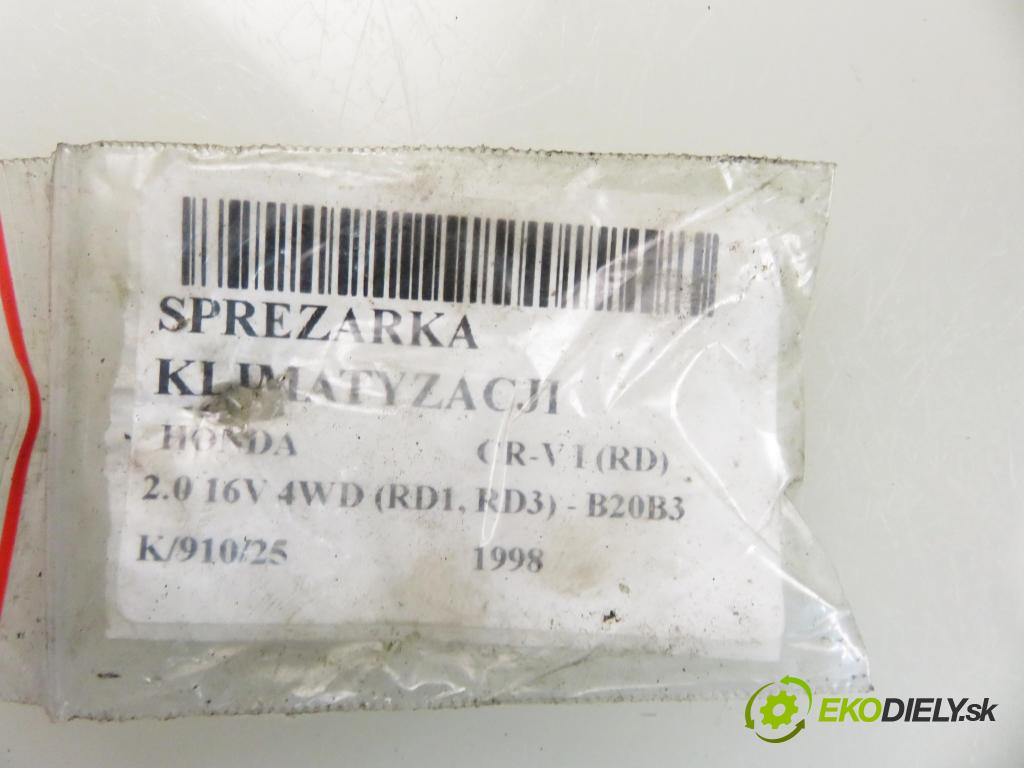 SPREZARKA
KLIMATYZACJI
HONDA CR-V I (RD)
2.0 16V 4WD (RD1, RD3) - B20B3
K/910/25 1998
EKODIELY.sk